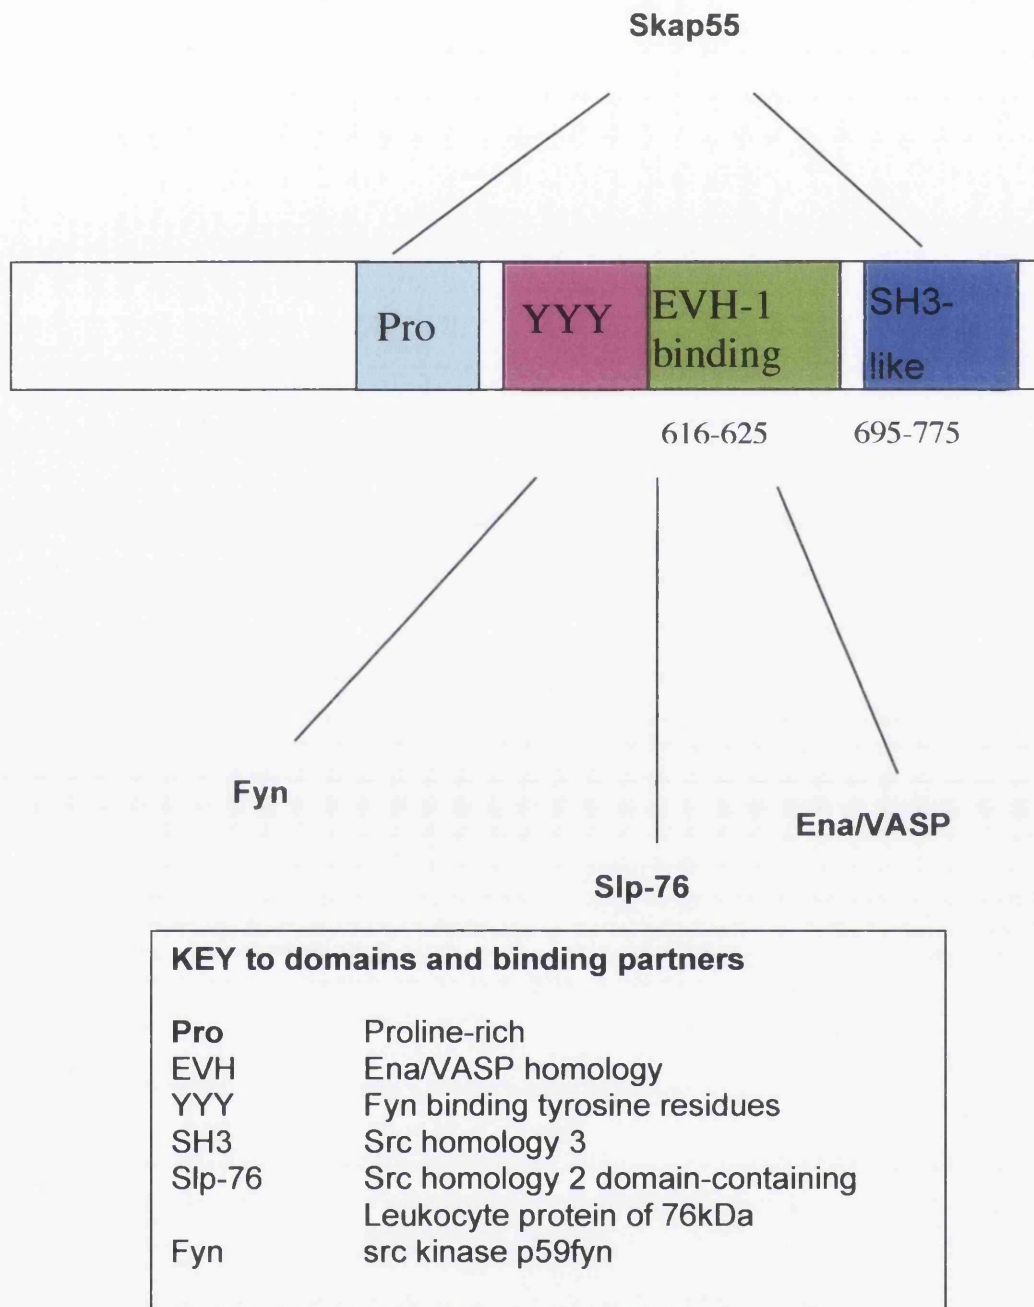 Skap55
Pro
YYY
EVH-1
binding
SH3-
like
616-625
695-775
Fyn
Ena/VASP
Slp-76
KEY to domains and binding partners
Pro Proline-rich
EVH Ena/VASP homology
YYY Fyn binding tyrosine residues
SH3 Src homology 3
Slp-76 Src homology 2 domain-containing
Leukocyte protein of 76kDa
Fyn src kinase p59fyn